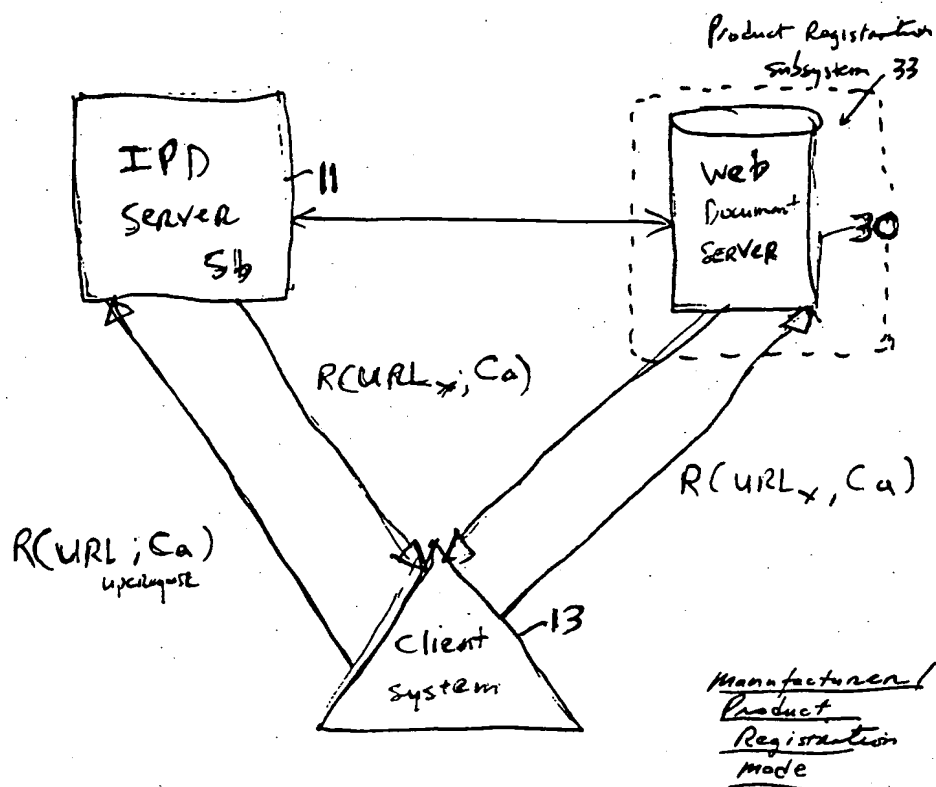 Product Registration
subsystem 33
IPD
Server
Sb
11
Web
Document
Server
30
R(URLx; Ca)
R(URLx, Ca)
R(URL; Ca)
Client
system
13
Manufacturer/
Product
Registration
mode